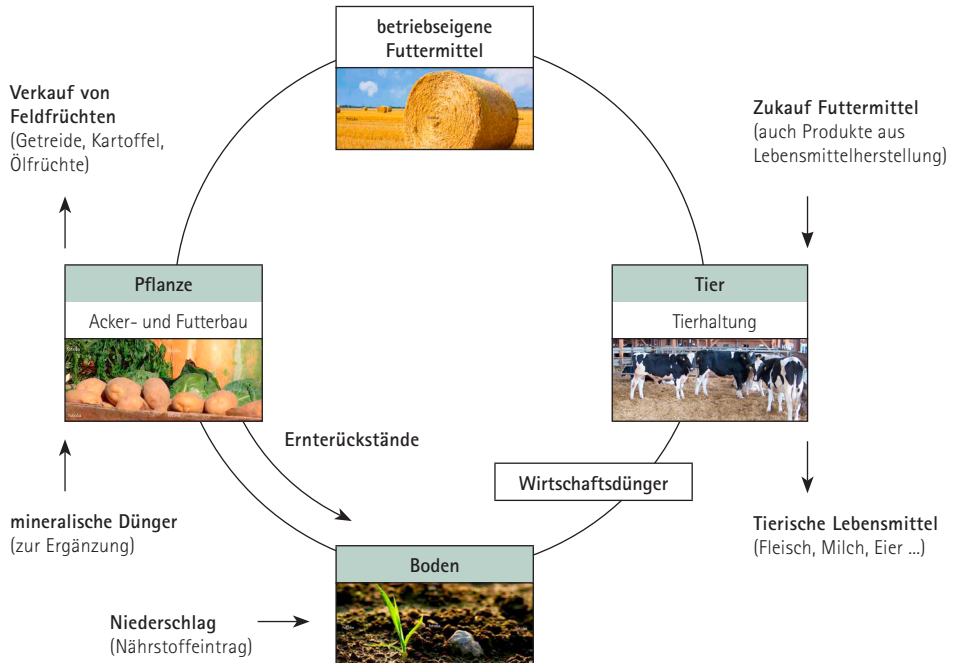 betriebseigene
Futtermittel
Verkauf von
Feldfrüchten
(Getreide, Kartoffel,
Ölfrüchte)
Zukauf Futtermittel
(auch Produkte aus
Lebensmittelherstellung)
Pflanze
Acker- und Futterbau
Tier
Tierhaltung
Ernterückstände
Wirtschaftsdünger
mineralische Dünger
(zur Ergänzung)
Tierische Lebensmittel
(Fleisch, Milch, Eier ...)
Boden
Niederschlag
(Nährstoffeintrag)